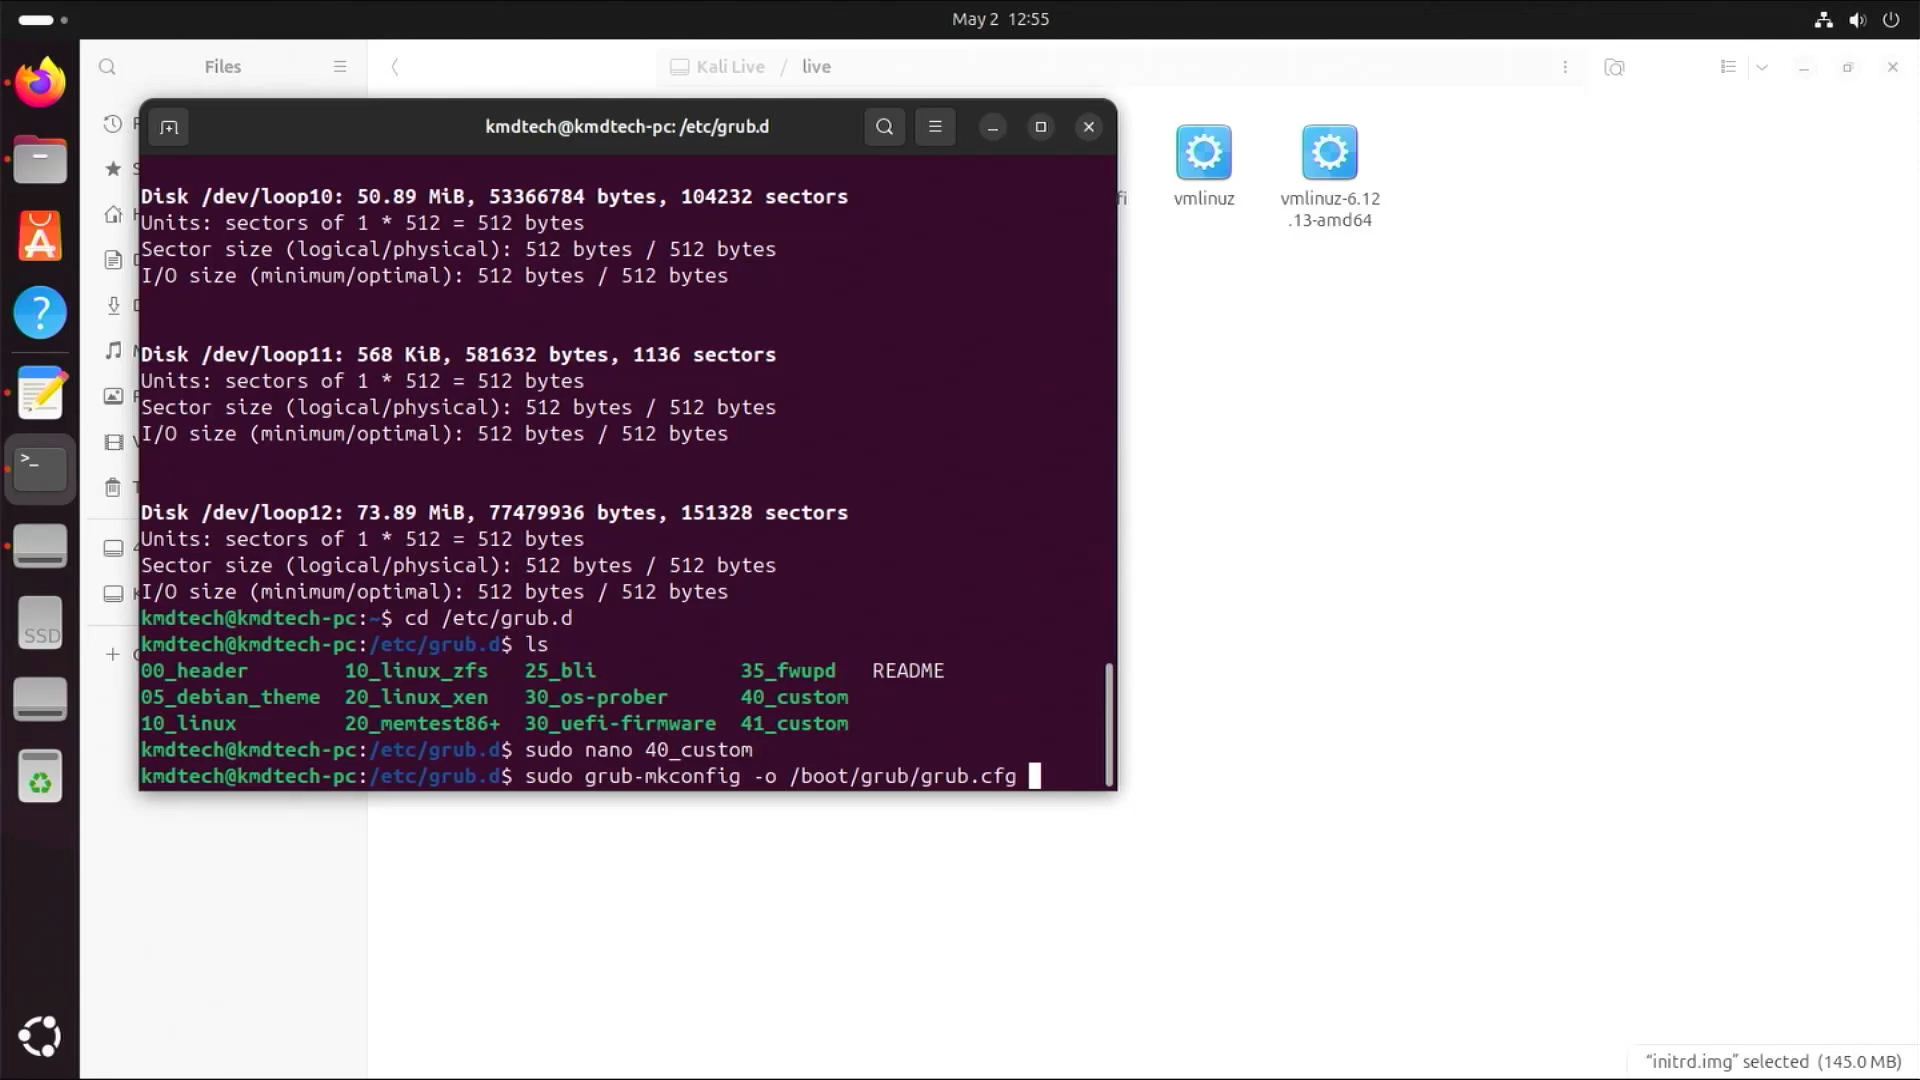 May 2 12:55
Files
Kali Live / live
kmdtech@kmdtech-pc: /etc/grub.d
vmlinuz
vmlinuz-6.12
.13-amd64
Disk /dev/loop10: 50.89 MiB, 53366784 bytes, 104232 sectors
Units: sectors of 1 * 512 = 512 bytes
Sector size (logical/physical): 512 bytes / 512 bytes
I/O size (minimum/optimal): 512 bytes / 512 bytes
Disk /dev/loop11: 568 KiB, 581632 bytes, 1136 sectors
Units: sectors of 1 * 512 = 512 bytes
Sector size (logical/physical): 512 bytes / 512 bytes
I/O size (minimum/optimal): 512 bytes / 512 bytes
Disk /dev/loop12: 73.89 MiB, 77479936 bytes, 151328 sectors
Units: sectors of 1 * 512 = 512 bytes
Sector size (logical/physical): 512 bytes / 512 bytes
I/O size (minimum/optimal): 512 bytes / 512 bytes
kmdtech@kmdtech-pc:~$ cd /etc/grub.d
kmdtech@kmdtech-pc:/etc/grub.d$ ls
00_header 10_linux_zfs 25_bli 35_fwupd README
05_debian_theme 20_linux_xen 30_os-prober 40_custom
10_linux 20_memtest86+ 30_uefi-firmware 41_custom
kmdtech@kmdtech-pc:/etc/grub.d$ sudo nano 40_custom
kmdtech@kmdtech-pc:/etc/grub.d$ sudo grub-mkconfig -o /boot/grub/grub.cfg
SSD
"initrd.img" selected (145.0 MB)